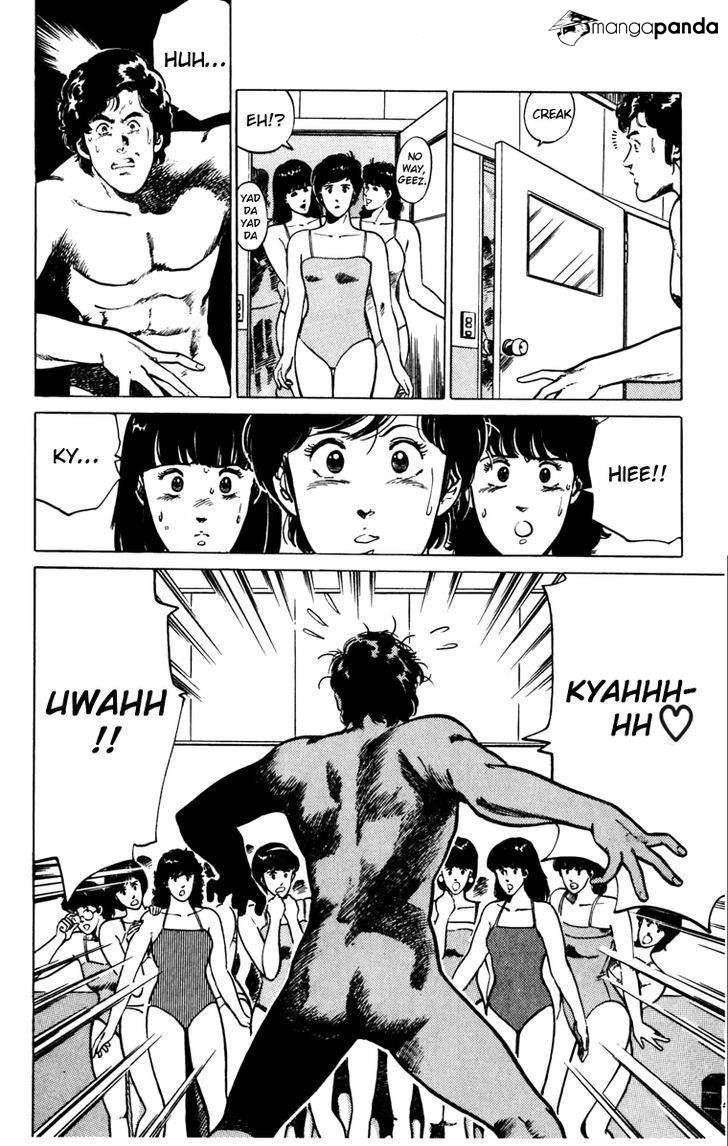 mangapanda
CREAK
EH!?
NO
WAY,
GEEZ.
YAD
DA
YAD
DA
HUH...
HIEE!!
KY...
KYAHHH-
HH♡
UWAHH
!!